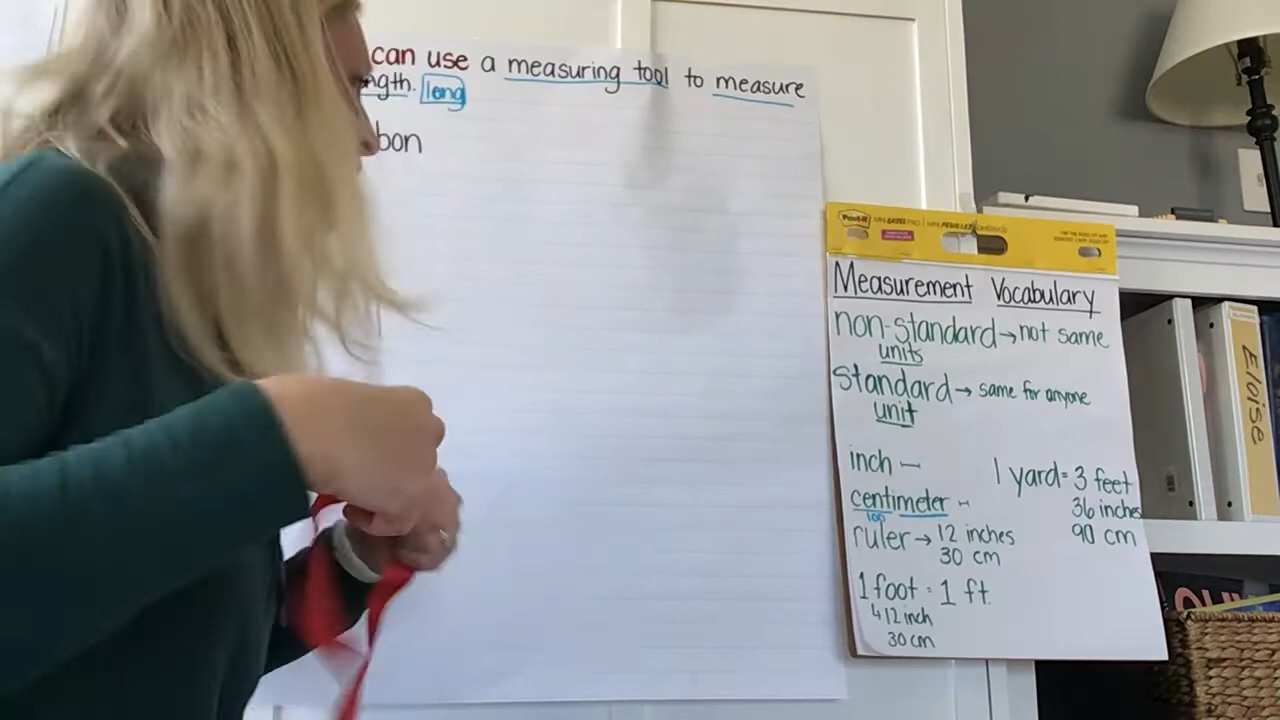 can use a measuring tool to measure
ngth. long
bon
Post-it
Measurement Vocabulary
non-standard→not same
units
standard→ same for anyone
unit
inch
1 yard = 3 feet
36 inches
90 cm
centimeter
100
ruler → 12 inches
30 cm
1 foot = 1 ft.
12 inch
30 cm
Eloise